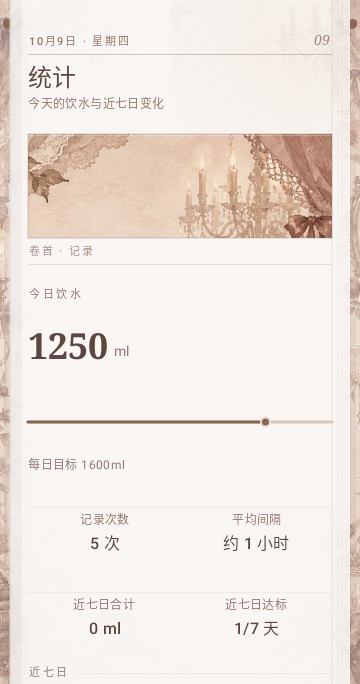 10月9日 · 星期四
09
统计
今天的饮水与近七日变化
卷首 · 记录
今日饮水
1250 ml
每日目标 1600ml
记录次数
5 次
平均间隔
约 1 小时
近七日合计
0 ml
近七日达标
1/7 天
近七日